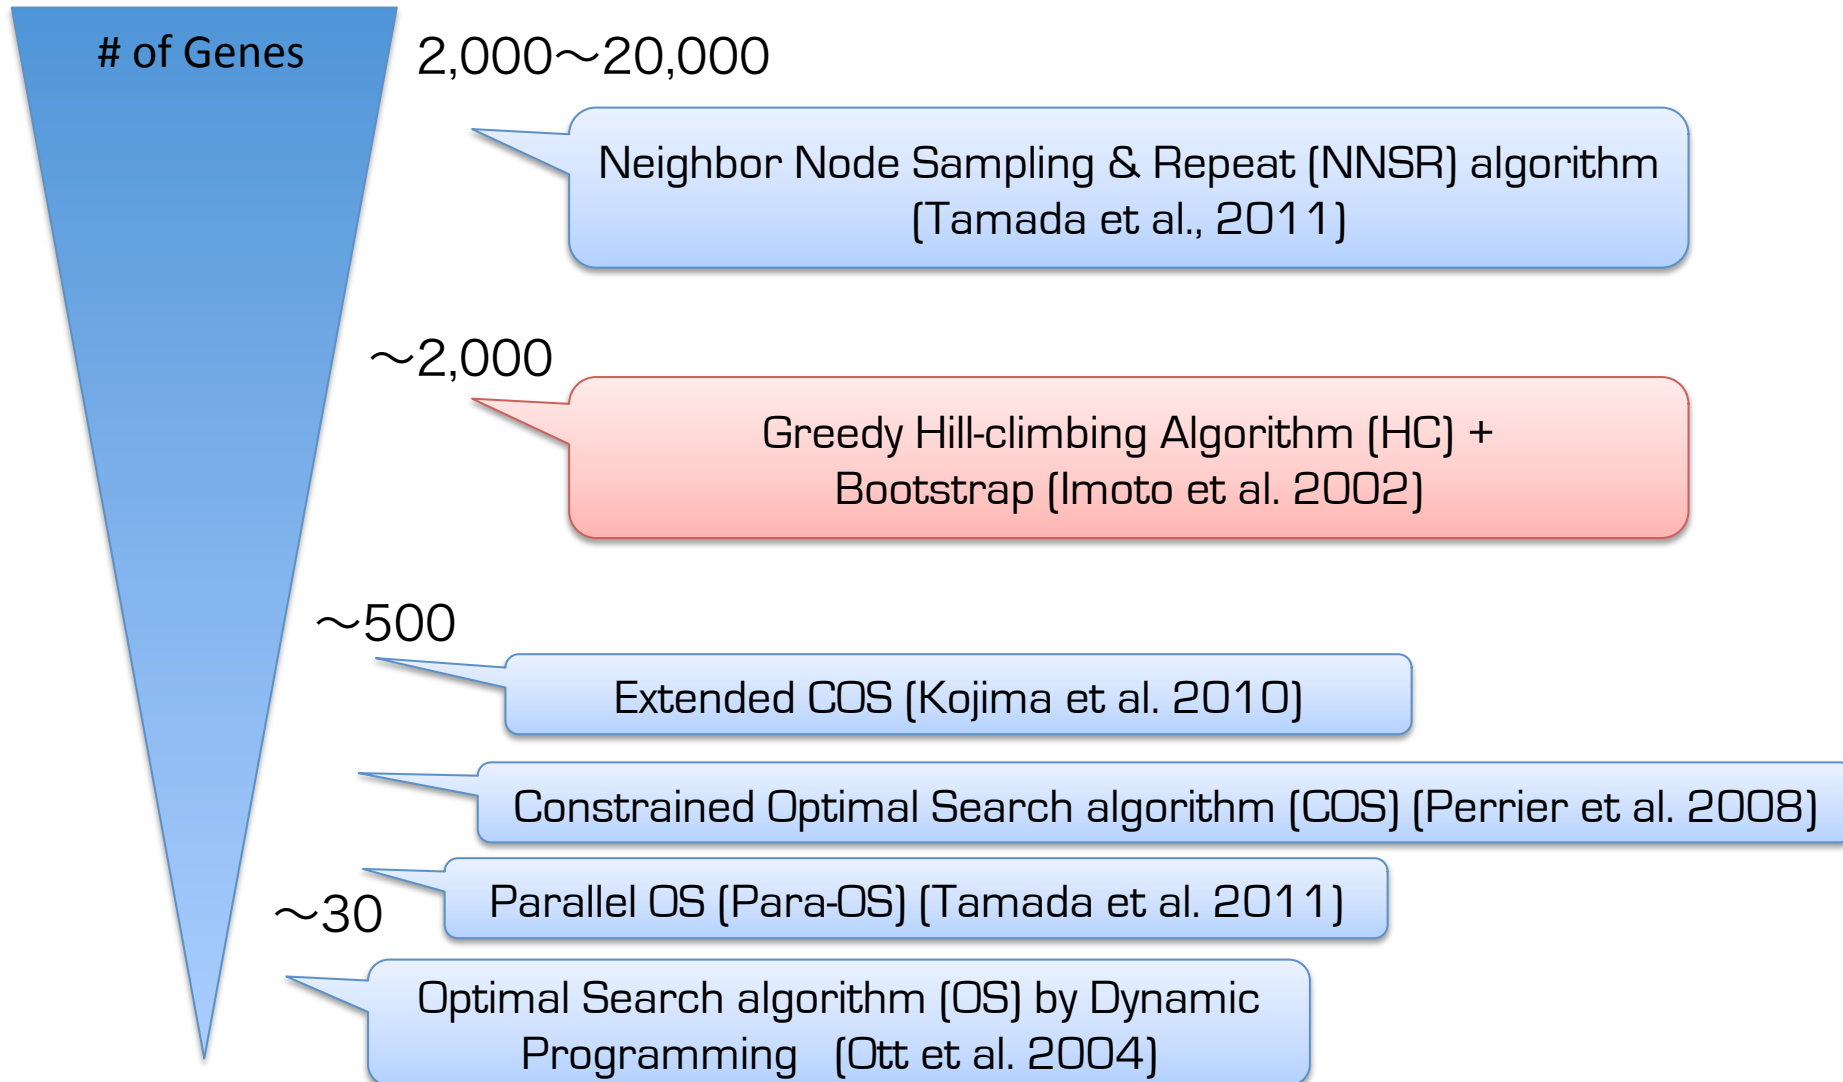 # of Genes
2,000～20,000
Neighbor Node Sampling & Repeat (NNSR) algorithm
(Tamada et al., 2011)
～2,000
Greedy Hill-climbing Algorithm (HC) +
Bootstrap (Imoto et al. 2002)
～500
Extended COS (Kojima et al. 2010)
Constrained Optimal Search algorithm (COS) (Perrier et al. 2008)
Parallel OS (Para-OS) (Tamada et al. 2011)
～30
Optimal Search algorithm (OS) by Dynamic
Programming (Ott et al. 2004)